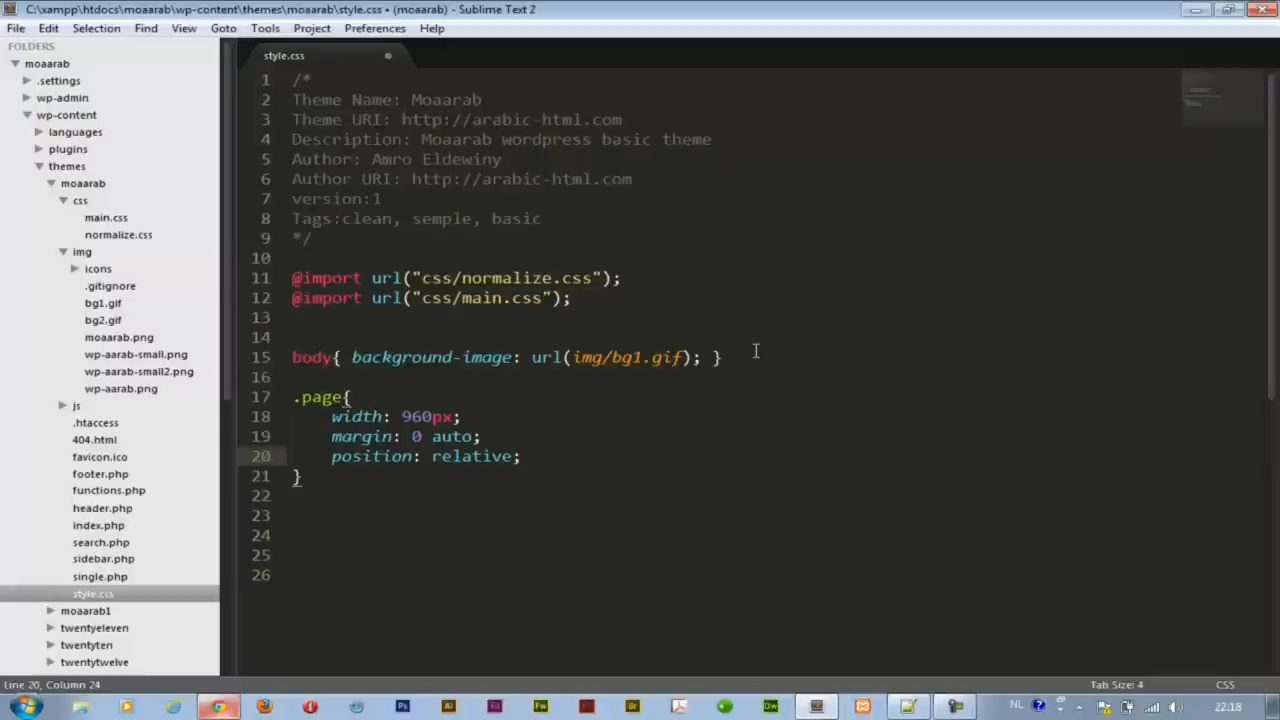 C:\xampp\htdocs\moaarab\wp-content\themes\moaarab\style.css • (moaarab) - Sublime Text 2
File Edit Selection Find View Goto Tools Project Preferences Help
FOLDERS
moaarab
.settings
wp-admin
wp-content
languages
plugins
themes
moaarab
css
main.css
normalize.css
img
icons
.gitignore
bg1.gif
bg2.gif
moaarab.png
wp-aarab-small.png
wp-aarab-small2.png
wp-aarab.png
js
.htaccess
404.html
favicon.ico
footer.php
functions.php
header.php
index.php
search.php
sidebar.php
single.php
style.css
moaarab1
twentyeleven
twentyten
twentytwelve
style.css
1 /*
2 Theme Name: Moaarab
3 Theme URI: http://arabic-html.com
4 Description: Moaarab wordpress basic theme
5 Author: Amro Eldewiny
6 Author URI: http://arabic-html.com
7 version:1
8 Tags:clean, semple, basic
9 */
10
11 @import url("css/normalize.css");
12 @import url("css/main.css");
13
14
15 body{ background-image: url(img/bg1.gif); }
16
17 .page{
18 width: 960px;
19 margin: 0 auto;
20 position: relative;
21 }
22
23
24
25
26
Line 20, Column 24 Tab Size: 4 CSS
Ps Ai Id Fw Fl Br Dw NL 22:18